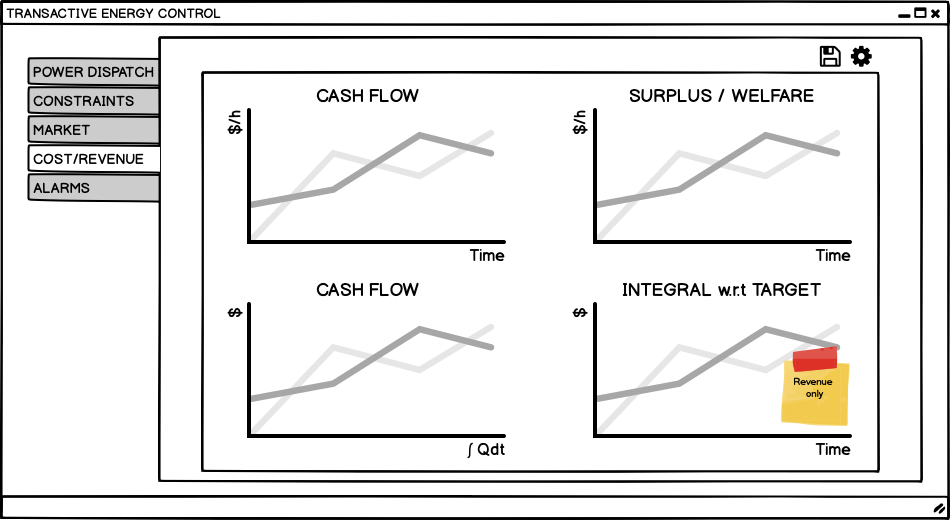 TRANSACTIVE ENERGY CONTROL
POWER DISPATCH
CONSTRAINTS
MARKET
COST/REVENUE
ALARMS
CASH FLOW
$/h
Time
SURPLUS / WELFARE
$/h
Time
CASH FLOW
$
∫ Qdt
INTEGRAL w.r.t TARGET
$
Revenue
only
Time